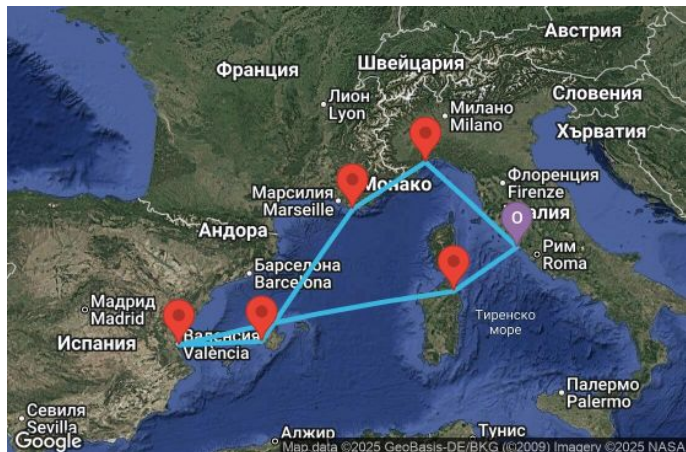 АВСТРИЯ
ШВЕЙЦАРИЯ
ФРАНЦИЯ
Лион
Lyon
Милано
Milano
СЛОВЕНИЯ
ХЪРВАТИЯ
Монако
Марсилия
Marseille
Флоренция
Firenze
АЛИЯ
O
Рим
Roma
АНДОРА
Барселона
Barcelona
Мадрид
Madrid
ИСПАНИЯ
Валенсия
València
Тиренско
море
Палермо
Palermo
Севиля
Sevilla
Google
Алжир
Тунис
Map data ©2025 GeoBasis-DE/BKG (©2009) Imagery ©2025 NASA